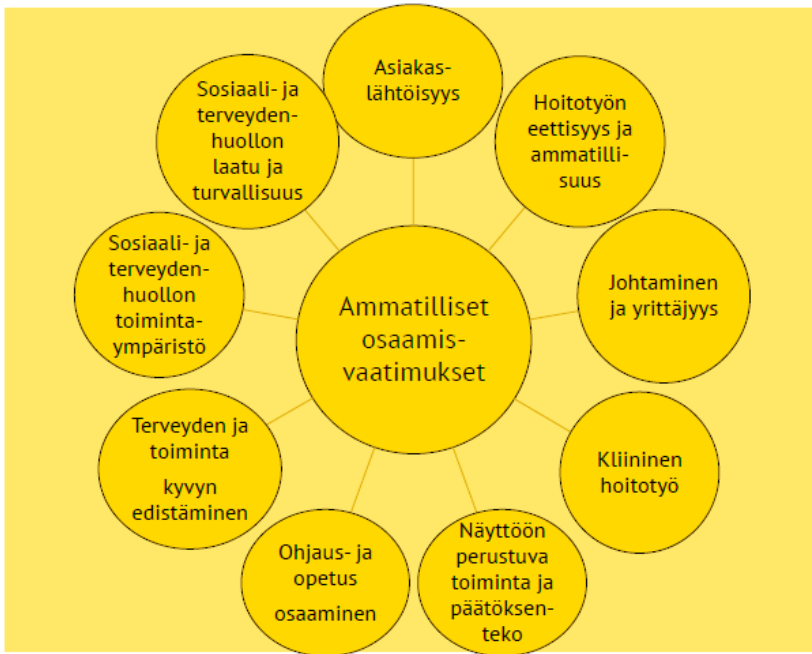 Asiakas-
lähtöisyys
Hoitotyön
eettisyys ja
ammatilli-
suus
Johtaminen
ja yrittäjyys
Kliininen
hoitotyö
Näyttöön
perustuva
toiminta ja
päätöksen-
teko
Ohjaus- ja
opetus
osaaminen
Terveyden ja
toiminta
kyvyn
edistäminen
Sosiaali- ja
terveyden-
huollon
toiminta-
ympäristö
Sosiaali- ja
terveyden-
huollon
laatu ja
turvallisuus
Ammatilliset
osaamis-
vaatimukset